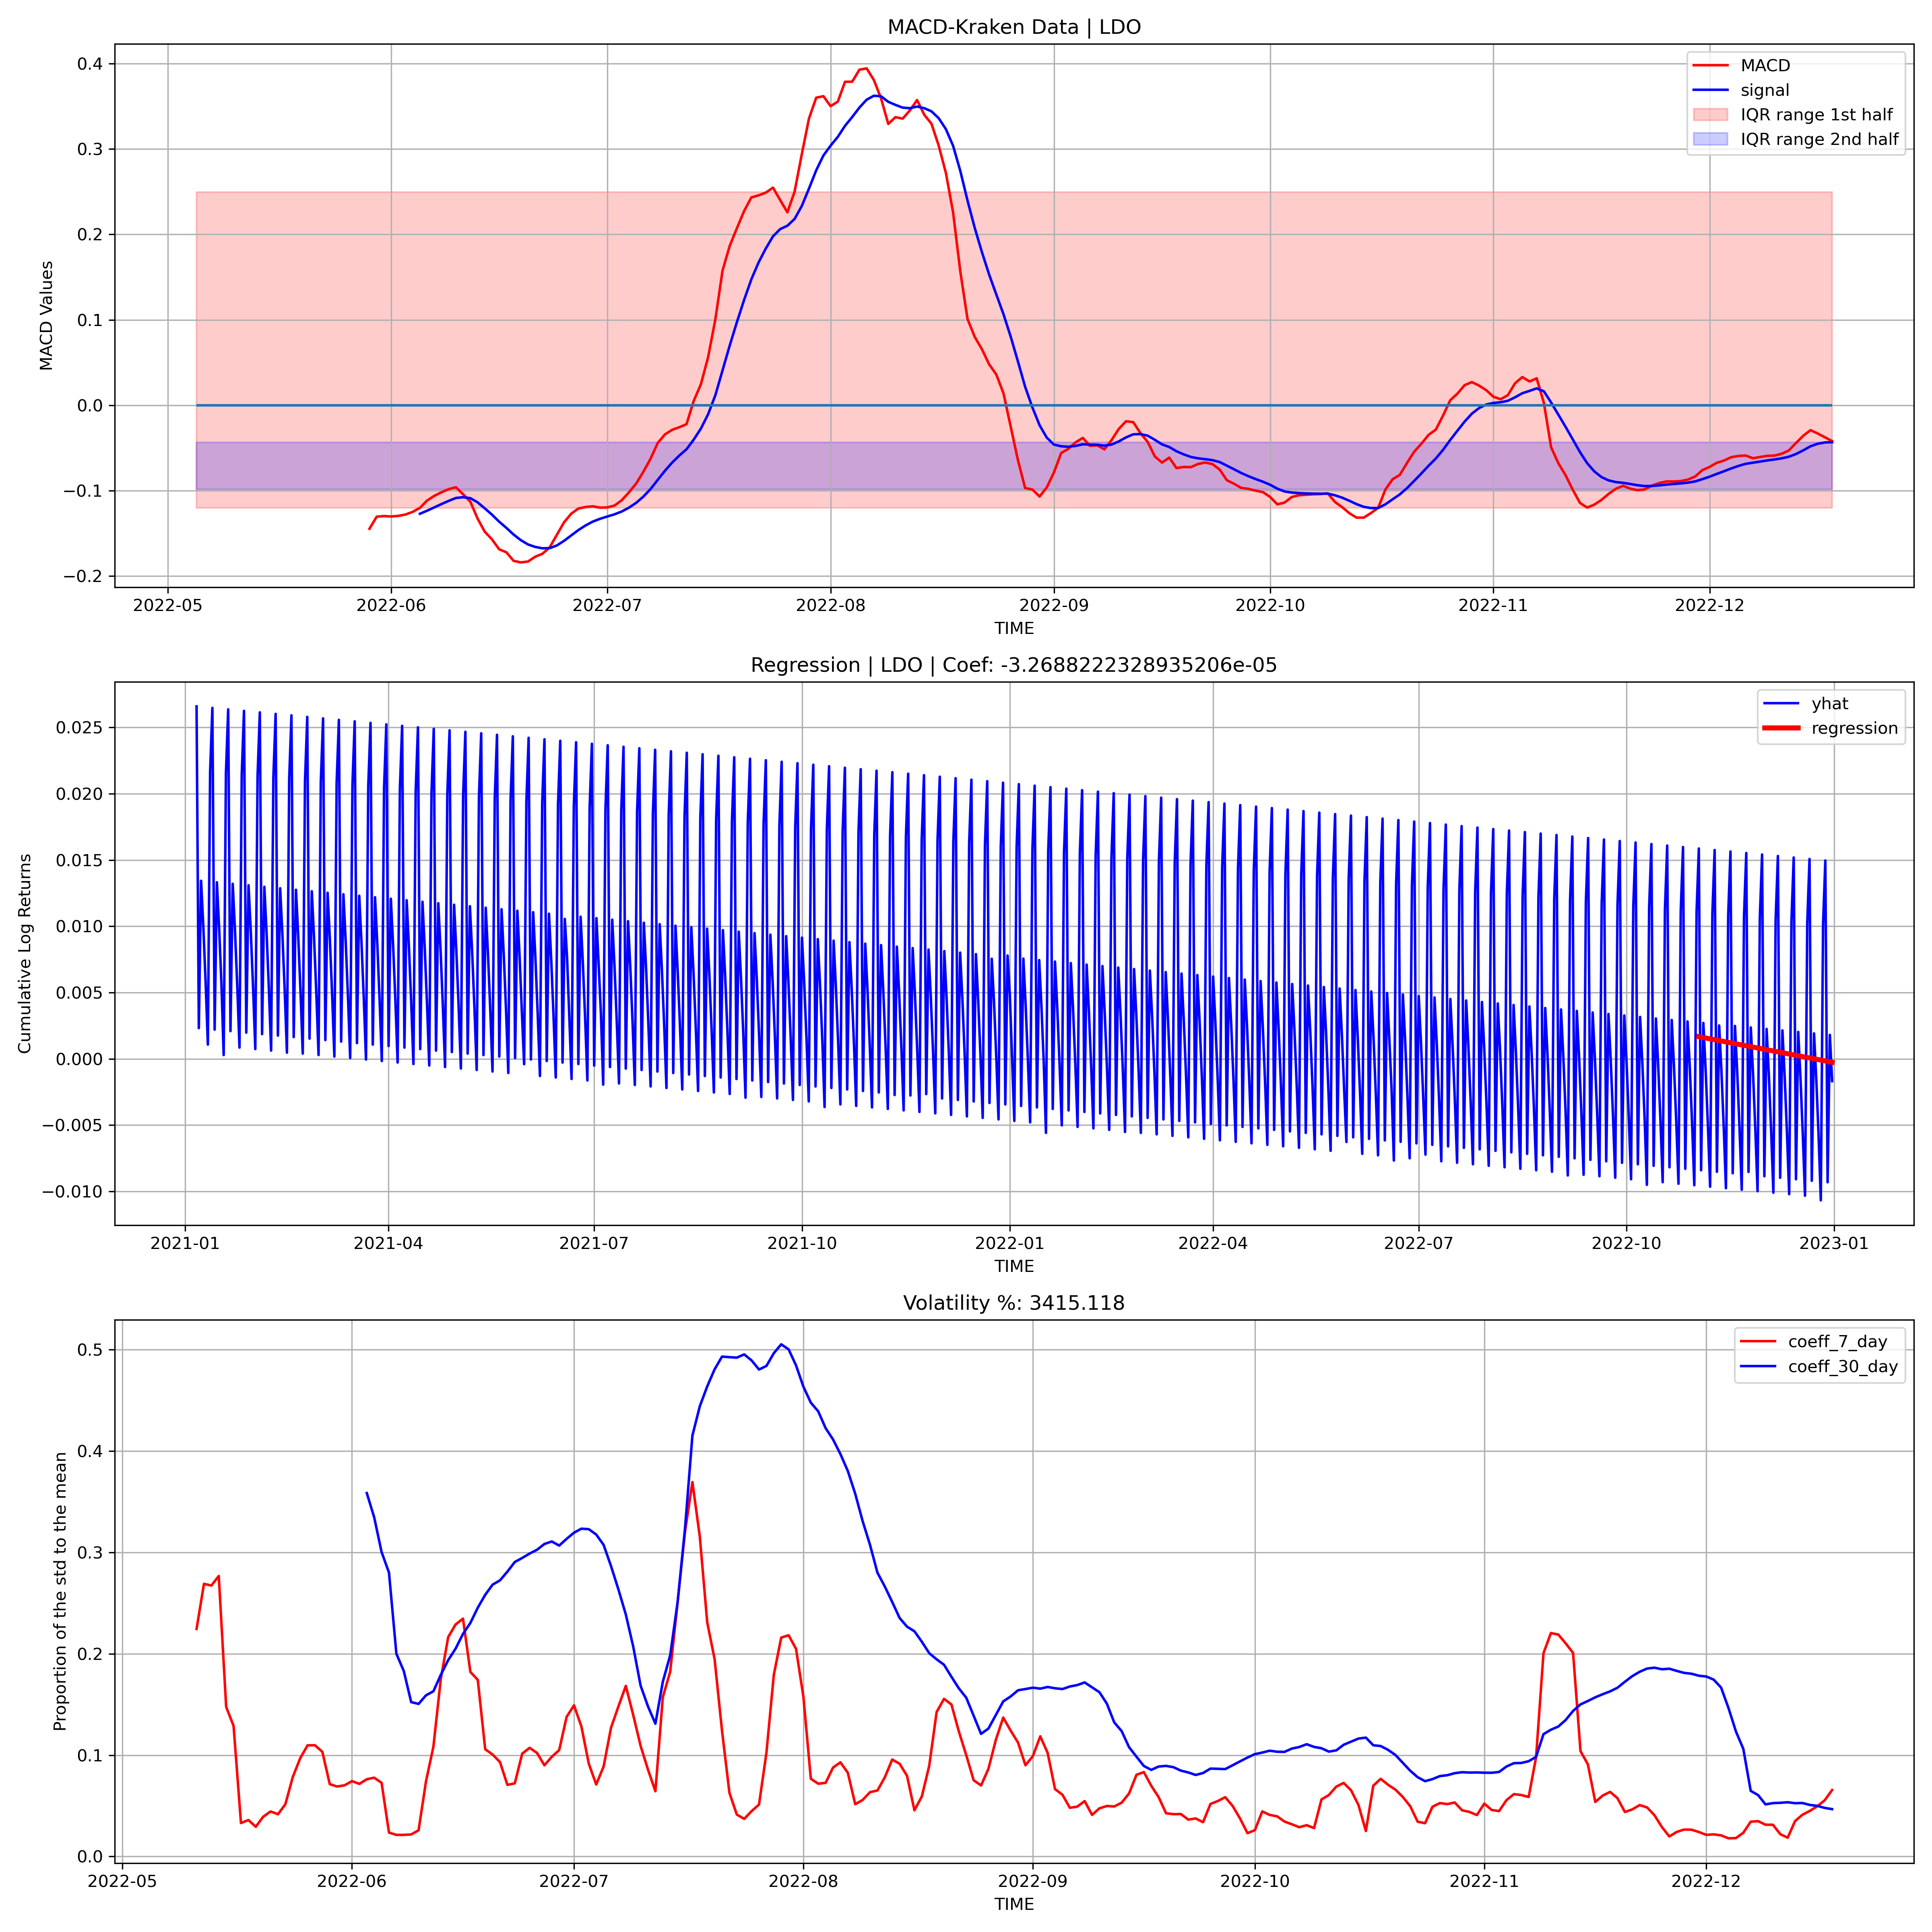 MACD-Kraken Data | LDO
MACD Values
0.4
0.3
0.2
0.1
0.0
−0.1
−0.2
MACD
signal
IQR range 1st half
IQR range 2nd half
2022-05 2022-06 2022-07 2022-08 2022-09 2022-10 2022-11 2022-12
TIME
Regression | LDO | Coef: -3.2688222328935206e-05
Cumulative Log Returns
0.025
0.020
0.015
0.010
0.005
0.000
−0.005
−0.010
yhat
regression
2021-01 2021-04 2021-07 2021-10 2022-01 2022-04 2022-07 2022-10 2023-01
TIME
Volatility %: 3415.118
Proportion of the std to the mean
0.5
0.4
0.3
0.2
0.1
0.0
coeff_7_day
coeff_30_day
2022-05 2022-06 2022-07 2022-08 2022-09 2022-10 2022-11 2022-12
TIME